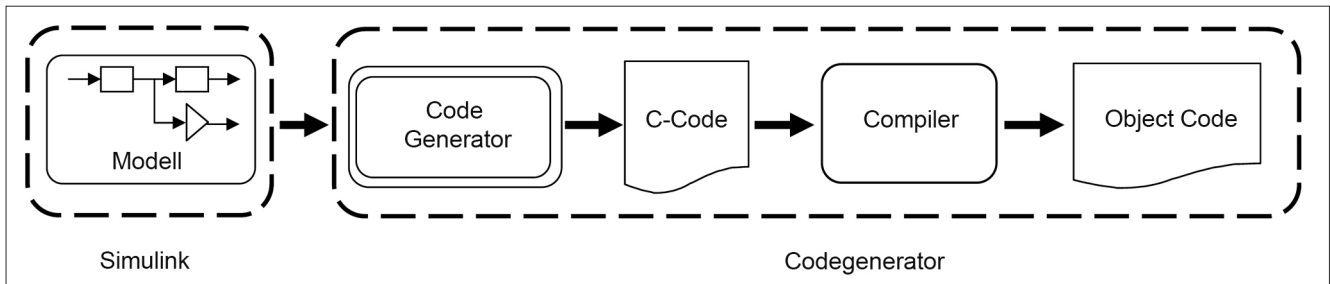 Modell
Code
Generator
C-Code
Compiler
Object Code
Simulink
Codegenerator